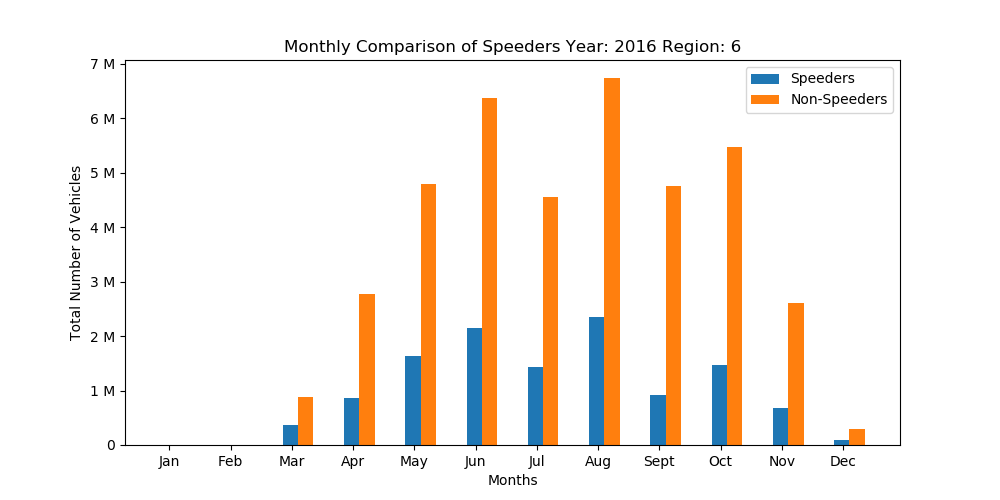 Monthly Comparison of Speeders Year: 2016 Region: 6
Speeders
Non-Speeders
Total Number of Vehicles
7 M
6 M
5 M
4 M
3 M
2 M
1 M
0
Jan Feb Mar Apr May Jun Jul Aug Sept Oct Nov Dec
Months